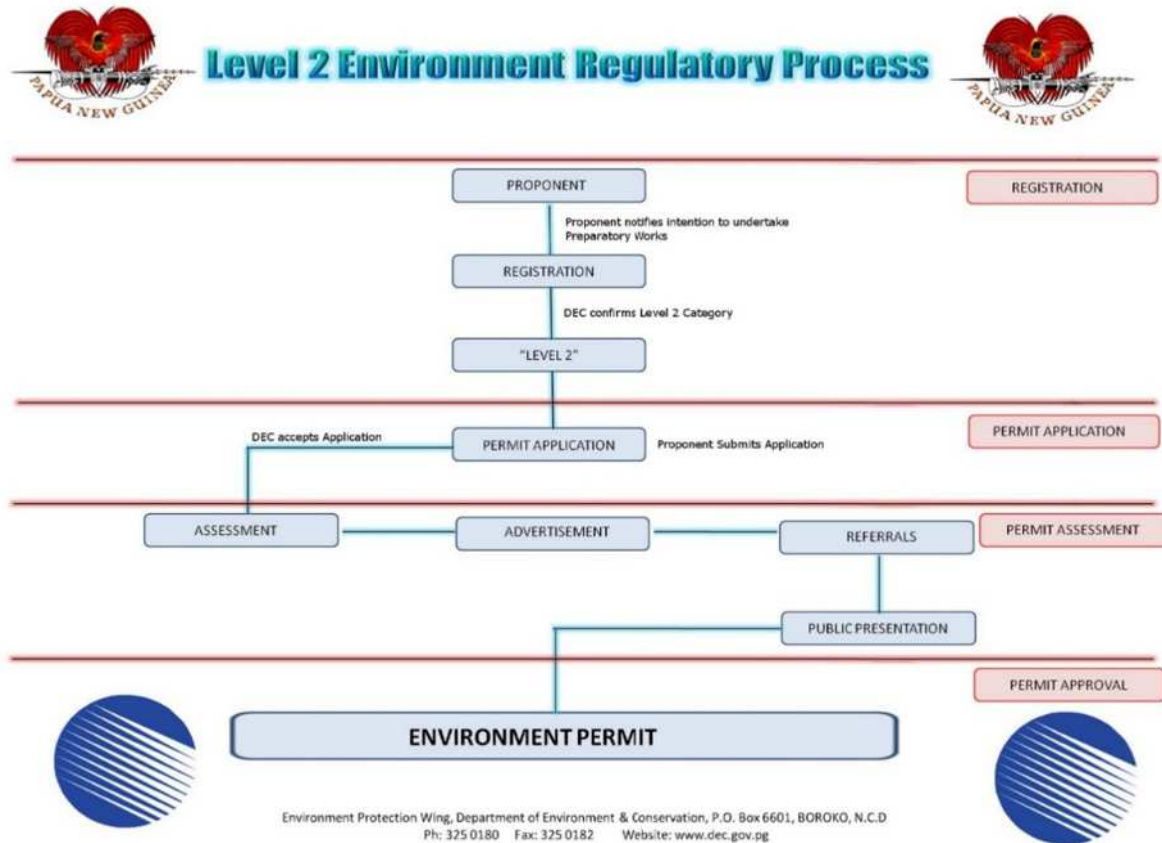 Level 2 Environment Regulatory Process
PAPUA NEW GUINEA
PAPUA NEW GUINEA
PROPONENT
REGISTRATION
Proponent notifies intention to undertake
Preparatory Works
REGISTRATION
DEC confirms Level 2 Category
"LEVEL 2"
DEC accepts Application
PERMIT APPLICATION
Proponent Submits Application
PERMIT APPLICATION
ASSESSMENT
ADVERTISEMENT
REFERRALS
PERMIT ASSESSMENT
PUBLIC PRESENTATION
PERMIT APPROVAL
ENVIRONMENT PERMIT
Environment Protection Wing, Department of Environment & Conservation, P.O. Box 6601, BOROKO, N.C.D
Ph: 325 0180 Fax: 325 0182 Website: www.dec.gov.pg